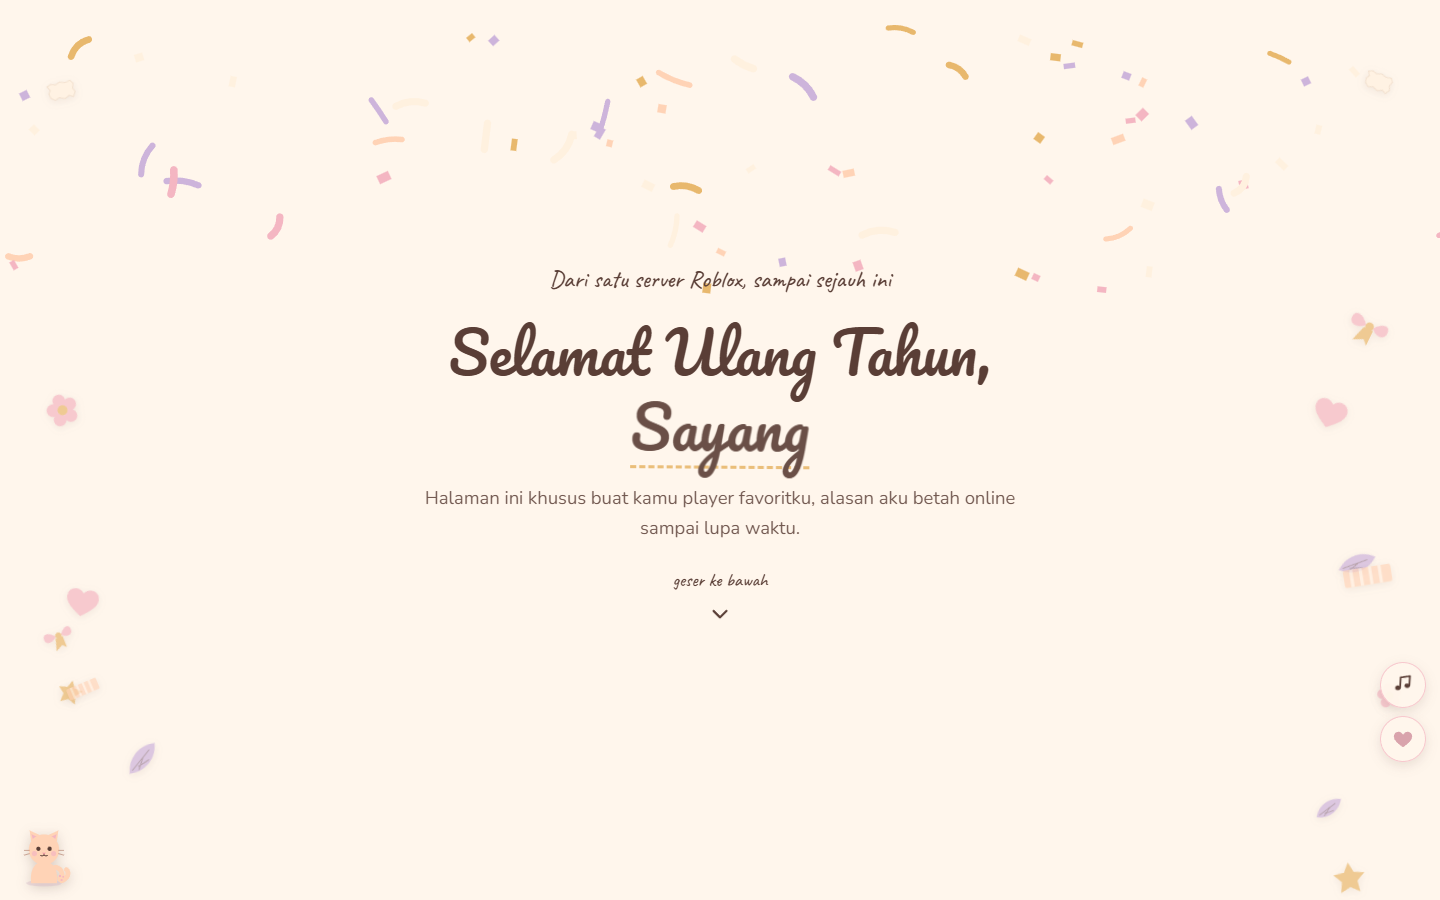 Dari satu server Roblox, sampai sejauh ini
Selamat Ulang Tahun,
Sayang
Halaman ini khusus buat kamu player favoritku, alasan aku betah online
sampai lupa waktu.
geser ke bawah